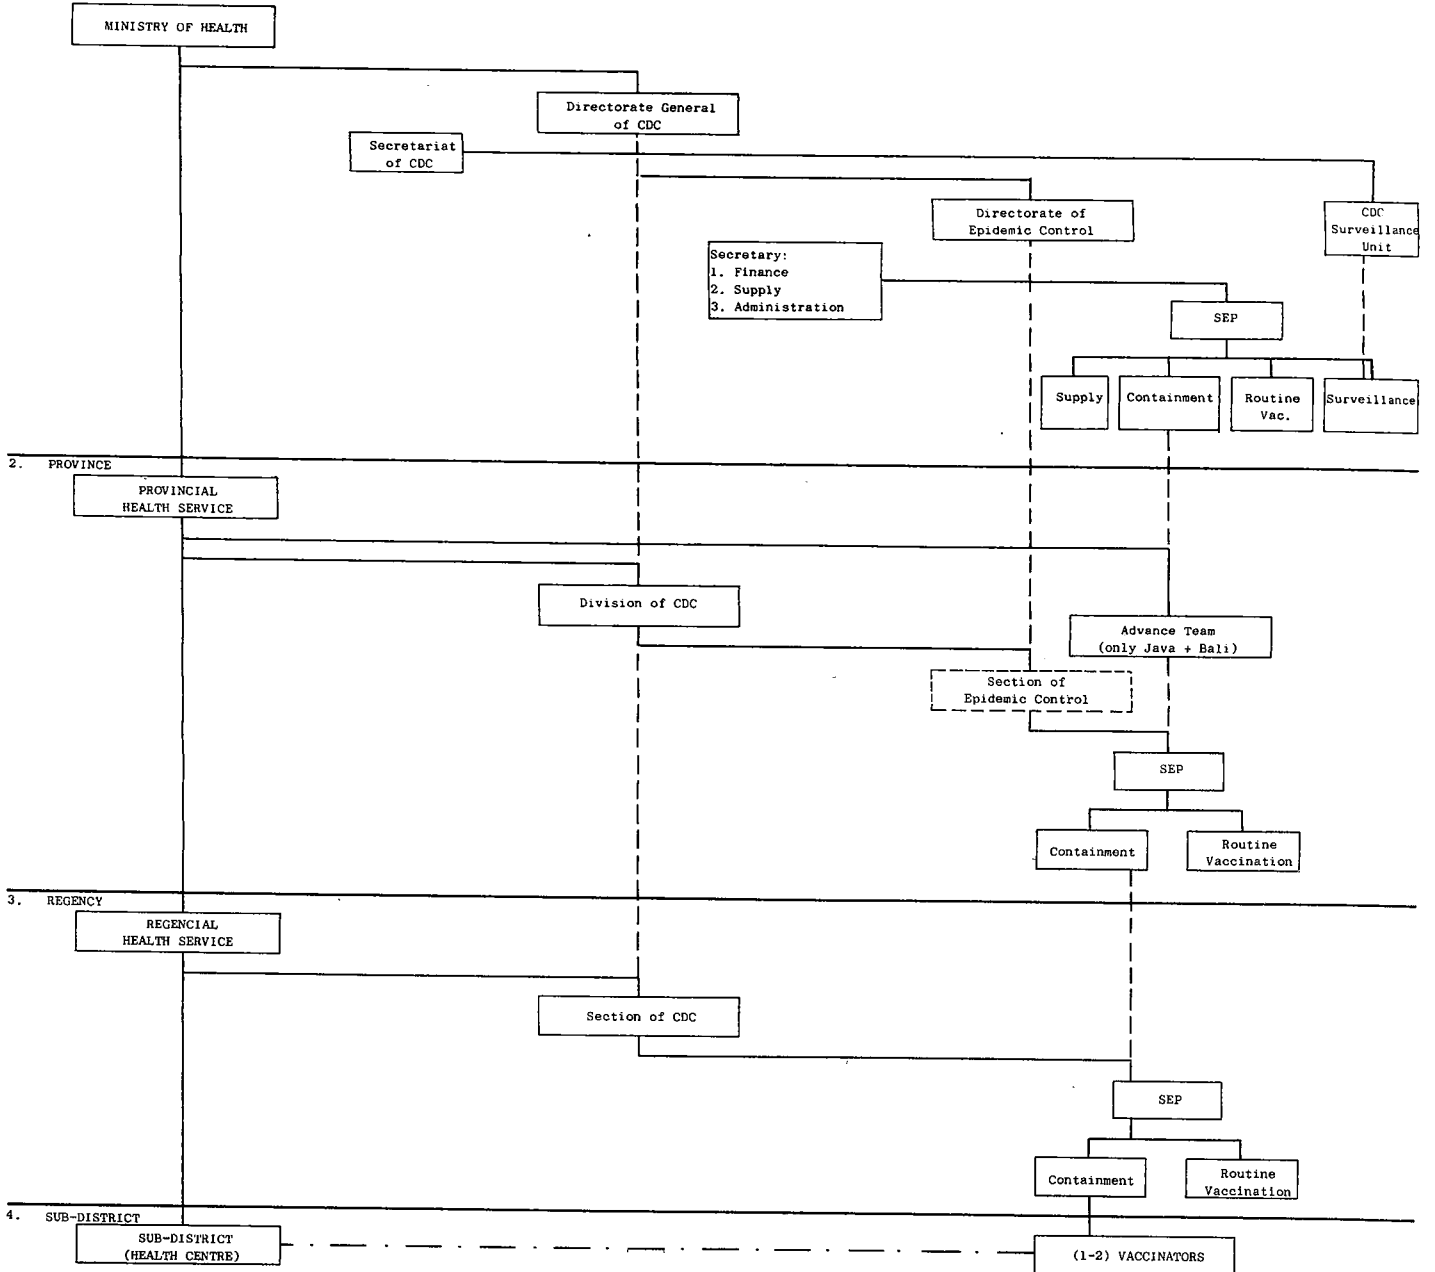 MINISTRY OF HEALTH
Directorate General
of CDC
Secretariat
of CDC
Directorate of
Epidemic Control
CDC
Surveillance
Unit
Secretary:
1. Finance
2. Supply
3. Administration
SEP
Supply
Containment
Routine
Vac.
Surveillance
2. PROVINCE
PROVINCIAL
HEALTH SERVICE
Division of CDC
Advance Team
(only Java + Bali)
Section of
Epidemic Control
SEP
Containment
Routine
Vaccination
3. REGENCY
REGENCIAL
HEALTH SERVICE
Section of CDC
SEP
Containment
Routine
Vaccination
4. SUB-DISTRICT
SUB-DISTRICT
(HEALTH CENTRE)
(1-2) VACCINATORS